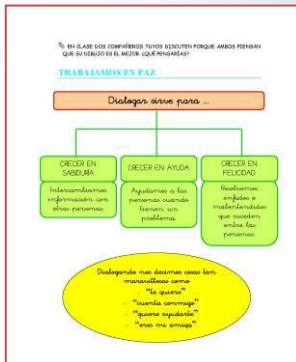 EN CLASE DOS COMPAÑEROS TUYOS DISCUTEN PORQUE AMBOS PIENSAN
QUE SU DIBUJO ES EL MEJOR. ¿QUÉ PENSARÍAS?
TRABAJAMOS EN PAZ
Dialogar sirve para ...
CRECER EN
SABIDURÍA
Intercambiamos
información con
otras personas.
CRECER EN AYUDA
Ayudamos a las
personas cuando
tienen un
problema.
CRECER EN
FELICIDAD
Resolvemos
enfados o
malentendidos
que suceden
entre las
personas.
Dialogando nos decimos cosas tan
maravillosas como
- "te quiero"
- "cuenta conmigo"
- "quiero ayudarte"
- "eres mi amigo"